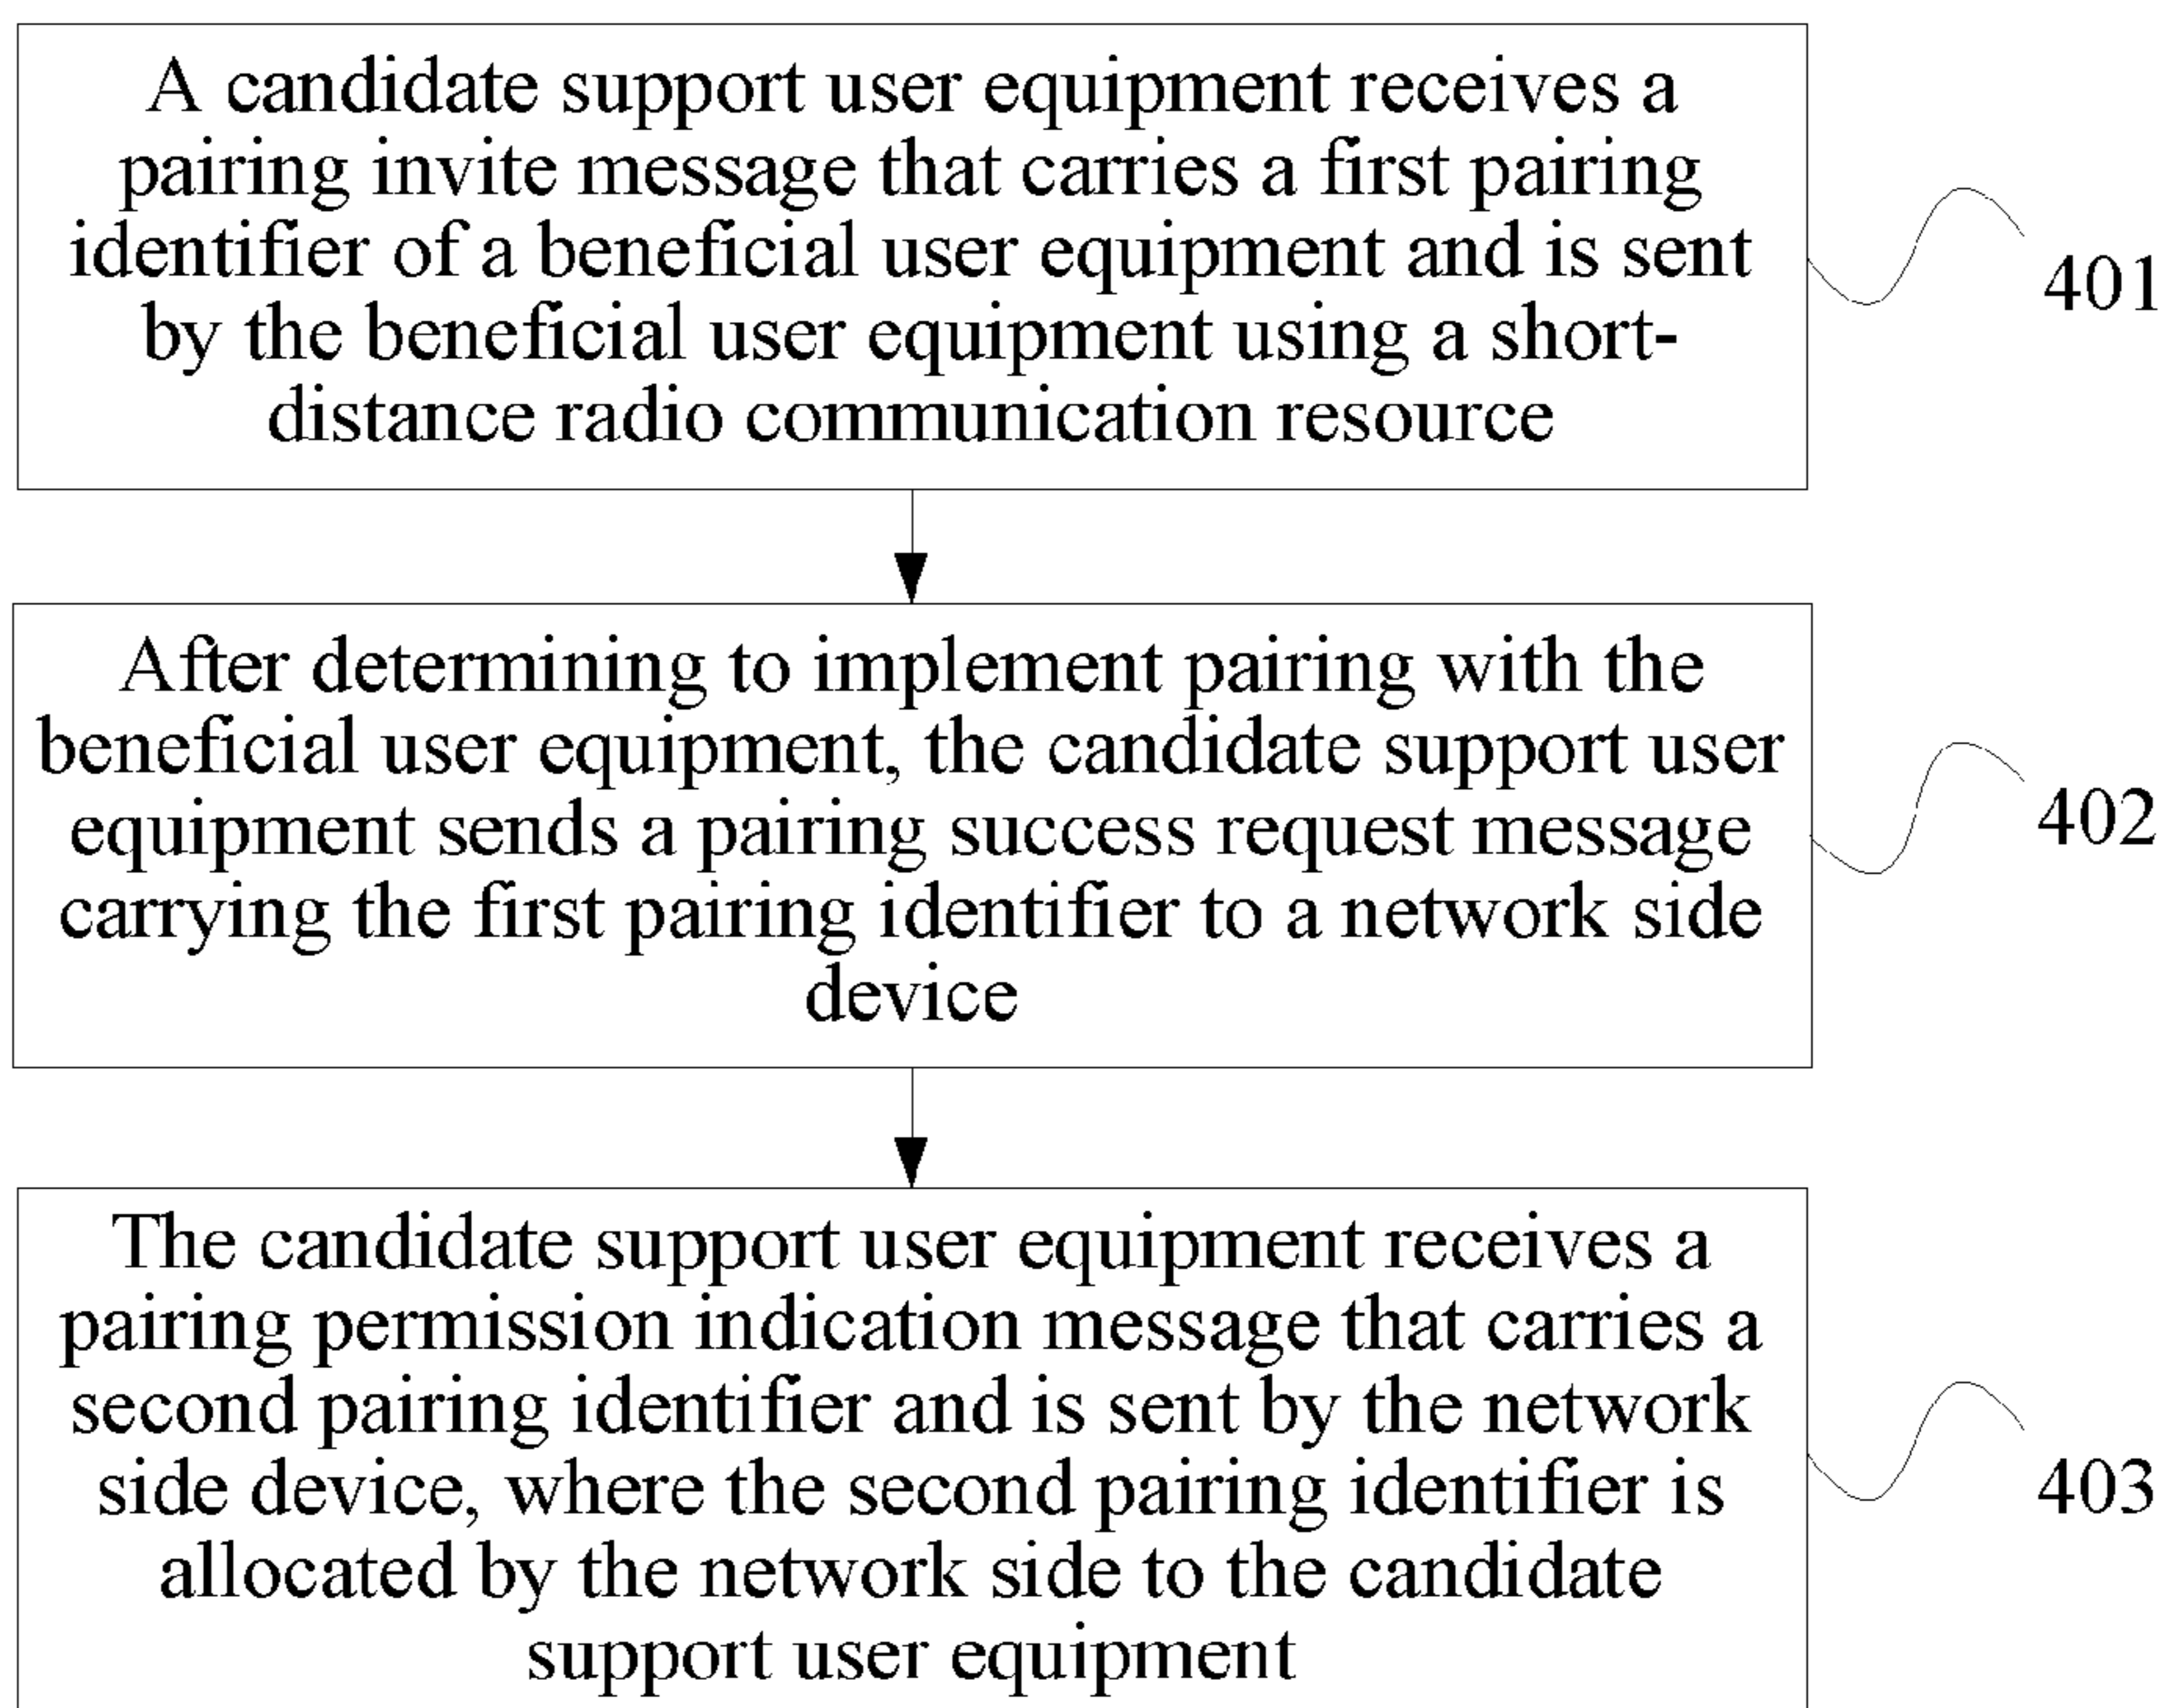 A candidate support user equipment receives a
pairing invite message that carries a first pairing
identifier of a beneficial user equipment and is sent
by the beneficial user equipment using a short-
distance radio communication resource
401
After determining to implement pairing with the
beneficial user equipment, the candidate support user
equipment sends a pairing success request message
carrying the first pairing identifier to a network side
device
402
The candidate support user equipment receives a
pairing permission indication message that carries a
second pairing identifier and is sent by the network
side device, where the second pairing identifier is
allocated by the network side to the candidate
support user equipment
403